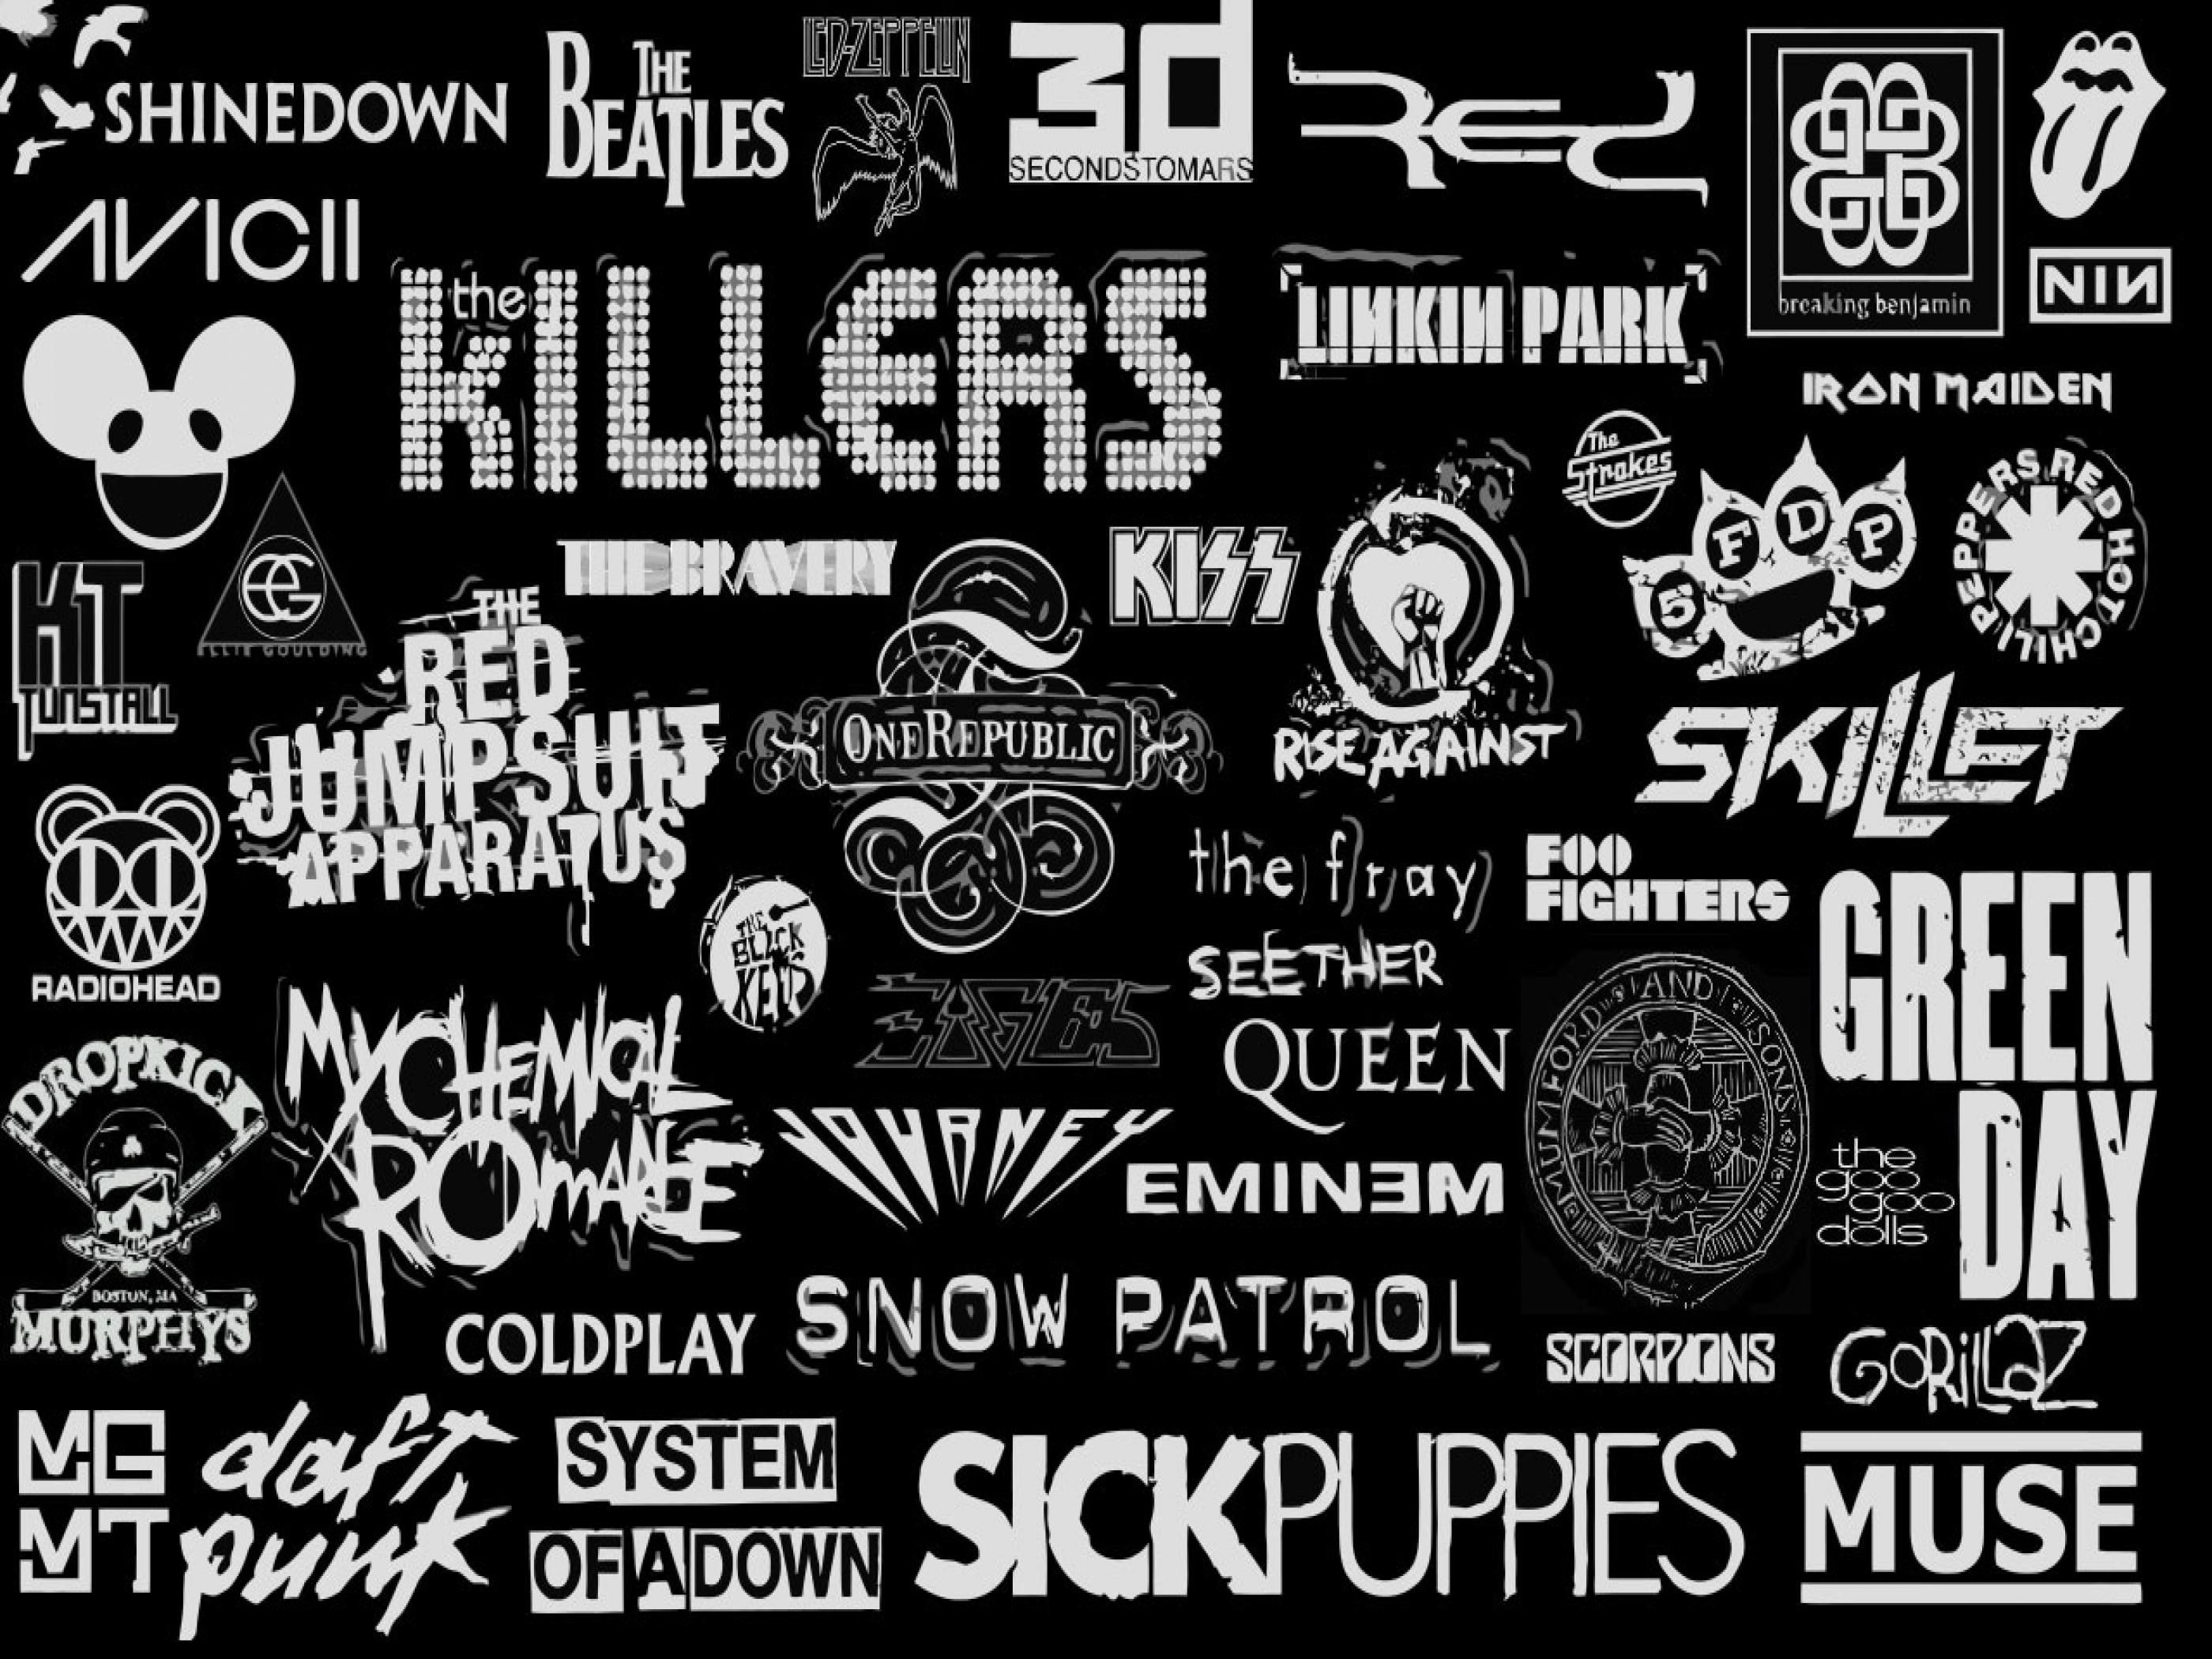 SHINEDOWN
THE
BEATLES
LED-ZEPPELIN
3d
SECONDSTOMARS
RED
breaking benjamin
AVICII
the
KILLERS
LINKIN PARK
NIN
IRON MAIDEN
The
Strokes
5 F D P
RED HOT CHILI PEPPERS
KT
TUNSTALL
EG
ELLIE GOULDING
THE BRAVERY
KISS
THE
RED
JUMPSUIT
APPARATUS
ONEREPUBLIC
RISE AGAINST
SKILLET
RADIOHEAD
THE
BLACK
KEYS
the fray
FOO
FIGHTERS
SEETHER
EAGLES
QUEEN
MUMFORD AND SONS
GREEN
DAY
DROPKICK
BOSTON, MA
MURPHYS
MY CHEMICAL
ROMANCE
JOURNEY
EMINEM
the
goo
goo
dolls
COLDPLAY
SNOW PATROL
SCORPIONS
GORILLAZ
MG
MT
daft
punk
SYSTEM
OF A DOWN
SICKPUPPIES
MUSE